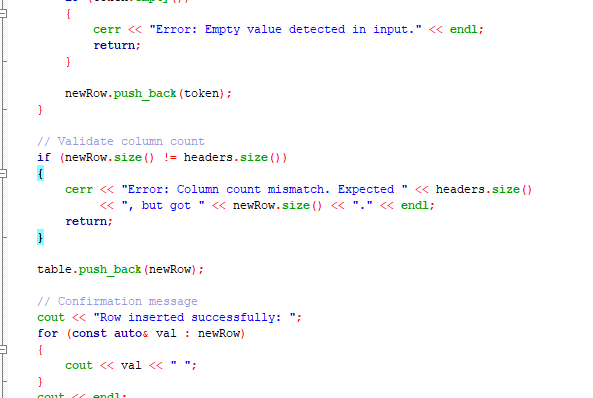 {
cerr << "Error: Empty value detected in input." << endl;
return;
}
newRow.push_back(token);
}
// Validate column count
if (newRow.size() != headers.size())
{
cerr << "Error: Column count mismatch. Expected " << headers.size()
<< ", but got " << newRow.size() << "." << endl;
return;
}
table.push_back(newRow);
// Confirmation message
cout << "Row inserted successfully: ";
for (const auto& val : newRow)
{
cout << val << " ";
}
cout << endl;